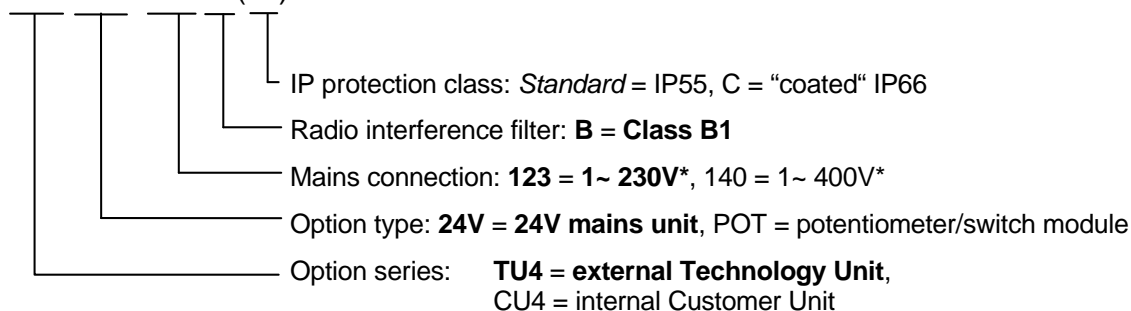 IP protection class: Standard = IP55, C = “coated“ IP66
Radio interference filter: B = Class B1
Mains connection: 123 = 1~ 230V*, 140 = 1~ 400V*
Option type: 24V = 24V mains unit, POT = potentiometer/switch module
Option series: TU4 = external Technology Unit,
CU4 = internal Customer Unit